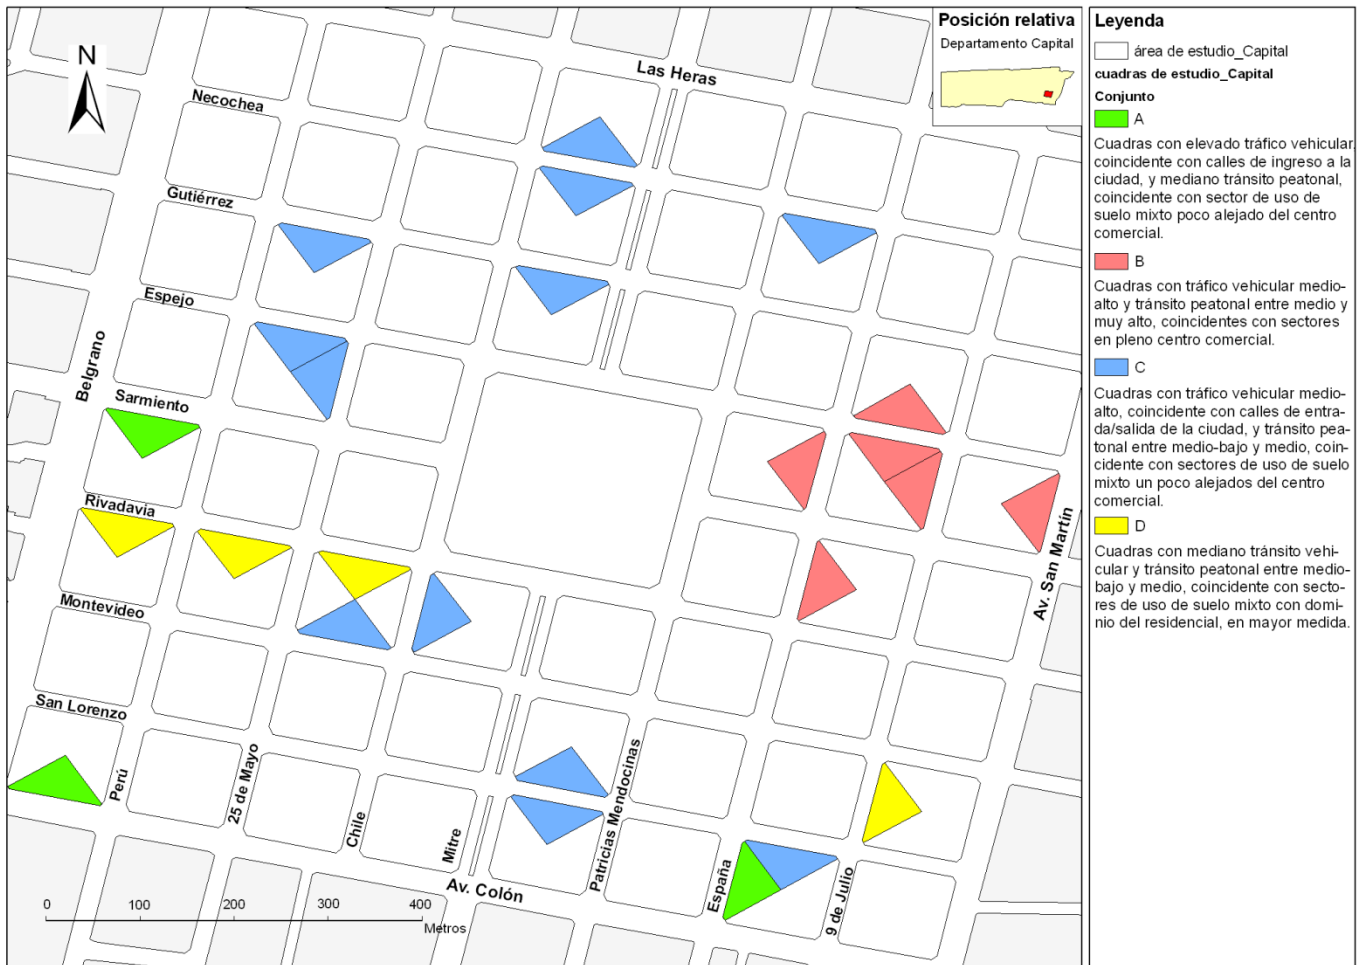 N
Necochea
Las Heras
Gutiérrez
Espejo
Belgrano
Sarmiento
Rivadavia
Montevideo
San Lorenzo
Perú
25 de Mayo
Chile
Mitre
Patricias Mendocinas
España
9 de Julio
Av. San Martín
Av. Colón
0 100 200 300 400
Metros
Posición relativa
Departamento Capital
Leyenda
área de estudio_Capital
cuadras de estudio_Capital
Conjunto
A
Cuadras con elevado tráfico vehicular,
coincidente con calles de ingreso a la
ciudad, y mediano tránsito peatonal,
coincidente con sector de uso de
suelo mixto poco alejado del centro
comercial.
B
Cuadras con tráfico vehicular medio-
alto y tránsito peatonal entre medio y
muy alto, coincidentes con sectores
en pleno centro comercial.
C
Cuadras con tráfico vehicular medio-
alto, coincidente con calles de entra-
da/salida de la ciudad, y tránsito pea-
tonal entre medio-bajo y medio, coin-
cidente con sectores de uso de suelo
mixto un poco alejados del centro
comercial.
D
Cuadras con mediano tránsito vehi-
cular y tránsito peatonal entre medio-
bajo y medio, coincidente con secto-
res de uso de suelo mixto con domi-
nio del residencial, en mayor medida.